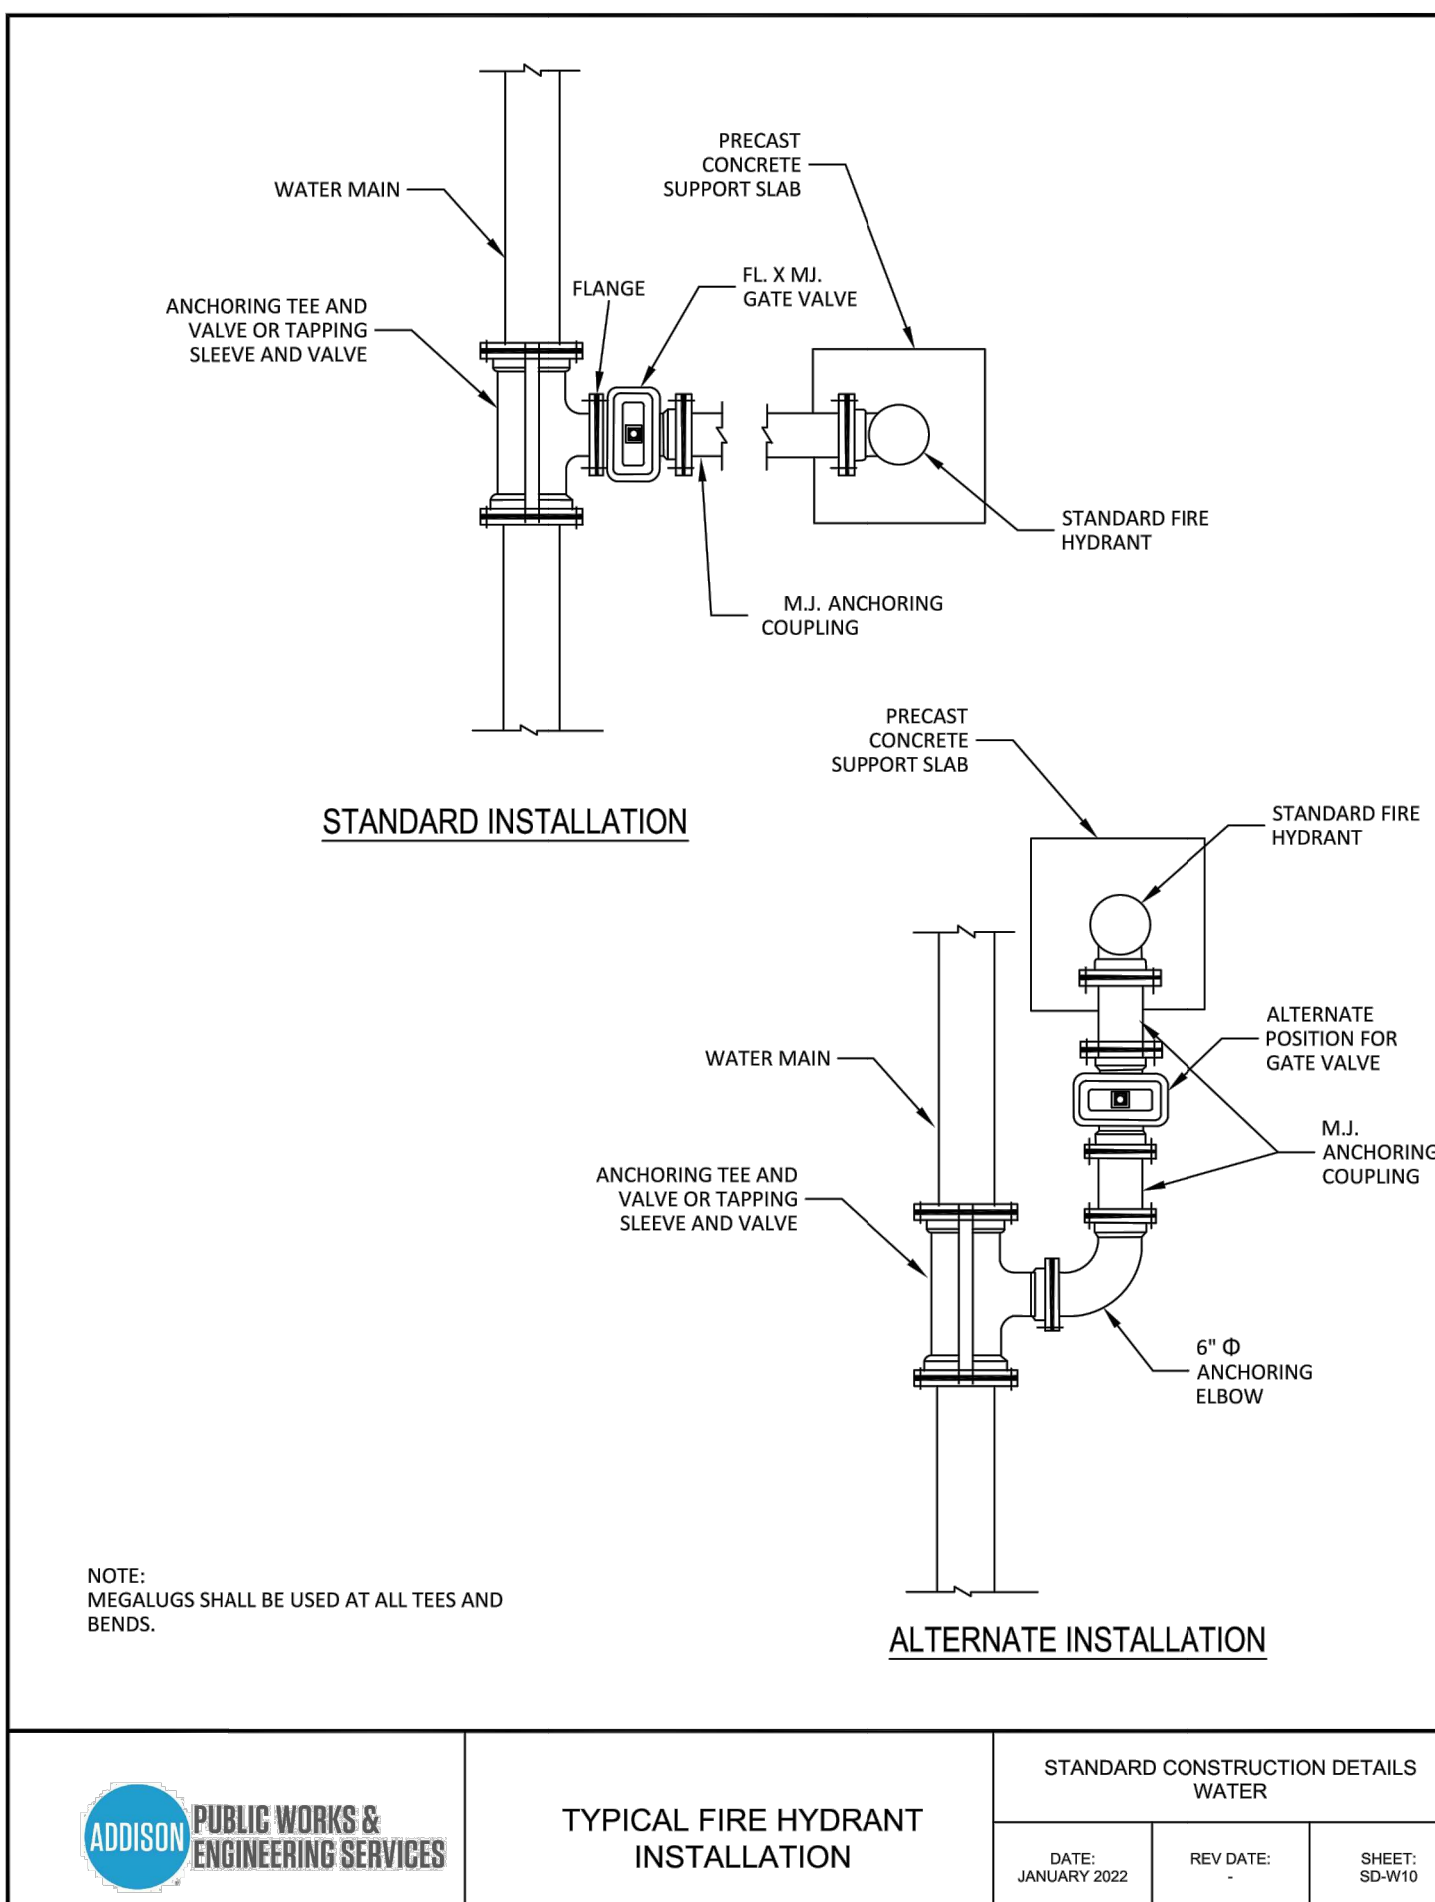 PRECAST
CONCRETE
SUPPORT SLAB
WATER MAIN
FL. X MJ.
GATE VALVE
FLANGE
ANCHORING TEE AND
VALVE OR TAPPING
SLEEVE AND VALVE
STANDARD FIRE
HYDRANT
M.J. ANCHORING
COUPLING
STANDARD INSTALLATION
PRECAST
CONCRETE
SUPPORT SLAB
STANDARD FIRE
HYDRANT
ALTERNATE
POSITION FOR
GATE VALVE
WATER MAIN
M.J.
ANCHORING
COUPLING
ANCHORING TEE AND
VALVE OR TAPPING
SLEEVE AND VALVE
6" Φ
ANCHORING
ELBOW
NOTE:
MEGALUGS SHALL BE USED AT ALL TEES AND
BENDS.
ALTERNATE INSTALLATION
ADDISON
PUBLIC WORKS &
ENGINEERING SERVICES
TYPICAL FIRE HYDRANT
INSTALLATION
STANDARD CONSTRUCTION DETAILS
WATER
DATE:
JANUARY 2022
REV DATE:
-
SHEET:
SD-W10